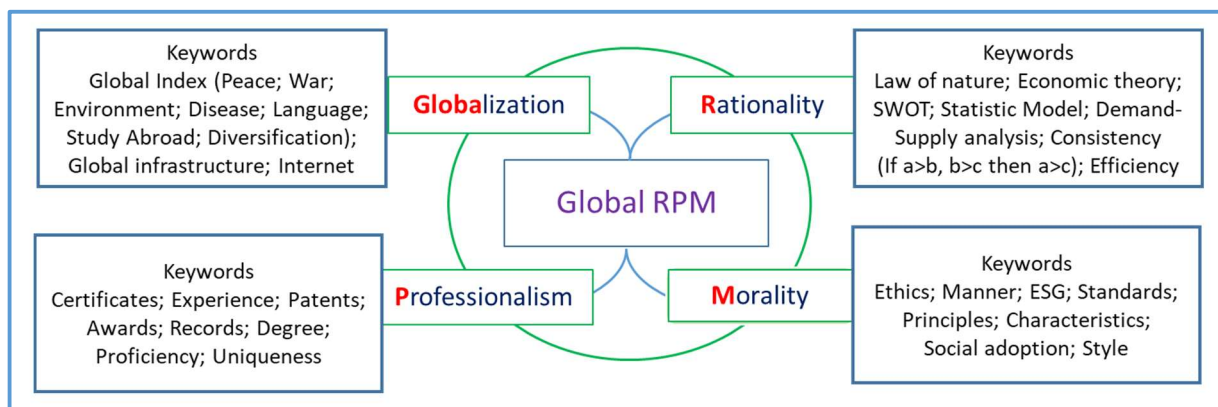 Keywords
Global Index (Peace; War;
Environment; Disease; Language;
Study Abroad; Diversification);
Global infrastructure; Internet
Globalization
Rationality
Keywords
Law of nature; Economic theory;
SWOT; Statistic Model; Demand-
Supply analysis; Consistency
(If a>b, b>c then a>c); Efficiency
Global RPM
Keywords
Certificates; Experience; Patents;
Awards; Records; Degree;
Proficiency; Uniqueness
Professionalism
Morality
Keywords
Ethics; Manner; ESG; Standards;
Principles; Characteristics;
Social adoption; Style